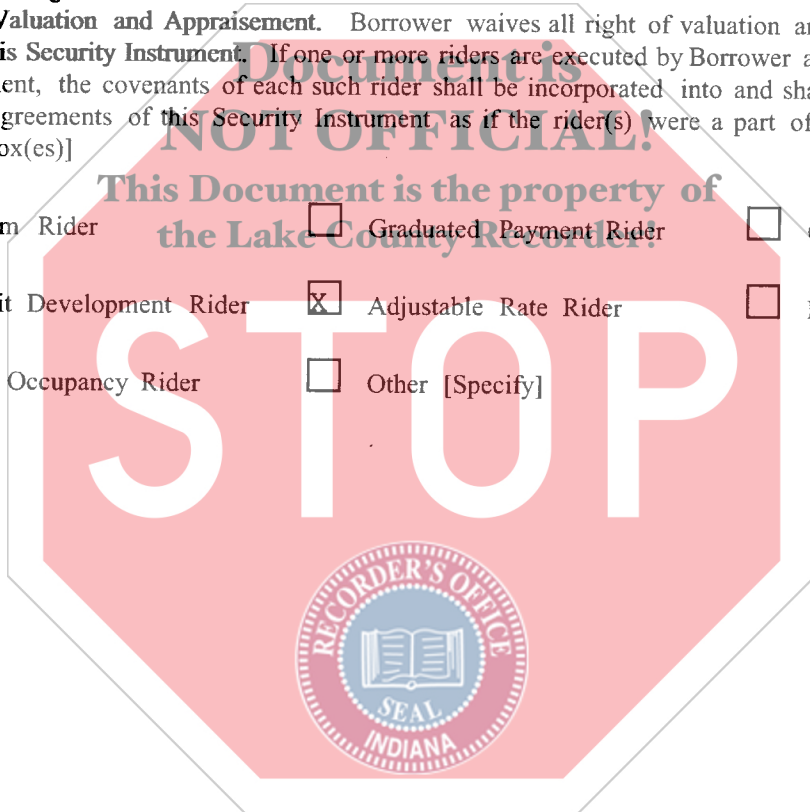 Valuation and Appraisement. Borrower waives all right of valuation a
is Security Instrument. If one or more riders are executed by Borrower a
ent, the covenants of each such rider shall be incorporated into and sha
greements of this Security Instrument as if the rider(s) were a part of
ox(es)]
Document is
NOT OFFICIAL!
This Document is the property of
the Lake County Recorder!
m Rider Graduated Payment Rider
it Development Rider X Adjustable Rate Rider
Occupancy Rider Other [Specify]
STOP
RECORDER'S OFFICE
SEAL
INDIANA